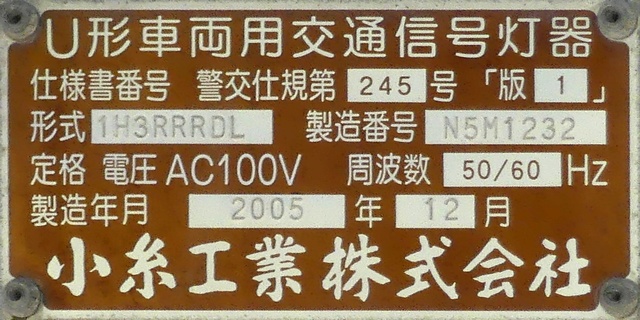 U形車両用交通信号灯器
仕様書番号 警交仕規第 245 号 「版 1 」
形式 1H3RRRDL 製造番号 N5M1232
定格 電圧 AC100V 周波数 50/60 Hz
製造年月 2005 年 12 月
小糸工業株式会社